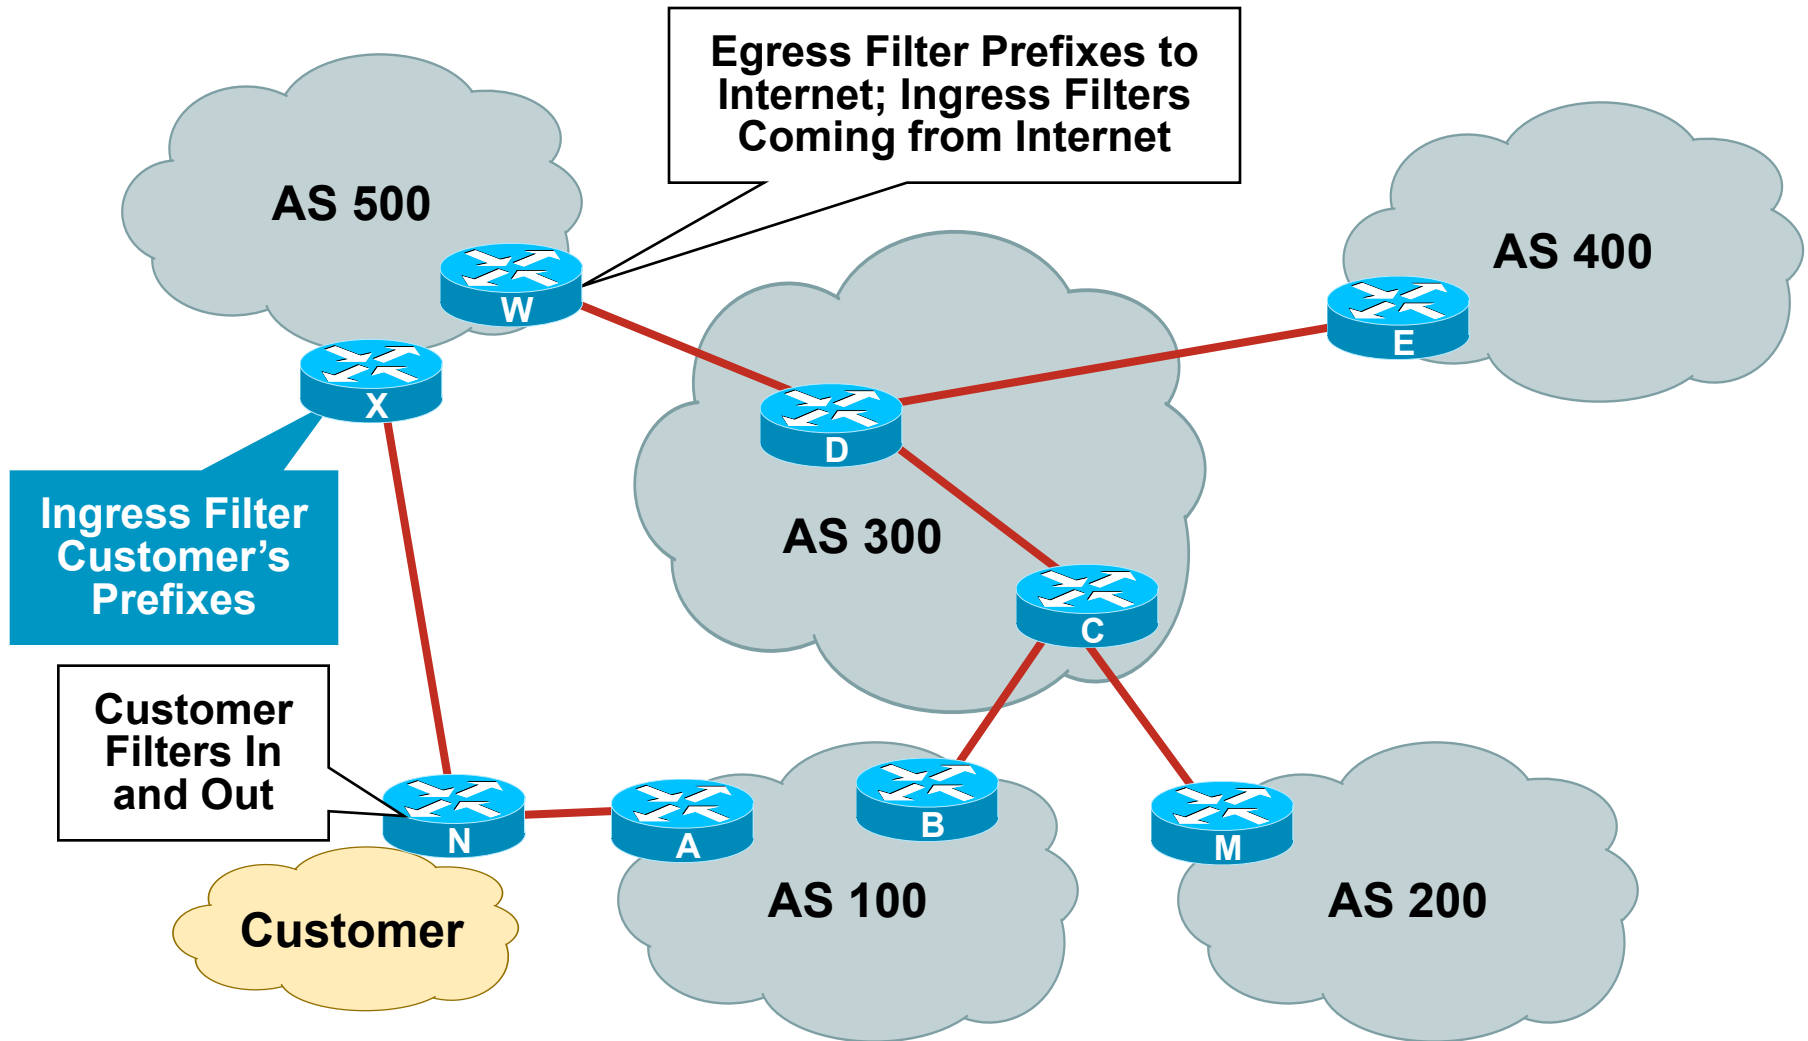 Egress Filter Prefixes to
Internet; Ingress Filters
Coming from Internet
AS 500
AS 400
W
E
X
D
Ingress Filter
Customer’s
Prefixes
AS 300
C
Customer
Filters In
and Out
N
A
B
M
AS 100
AS 200
Customer